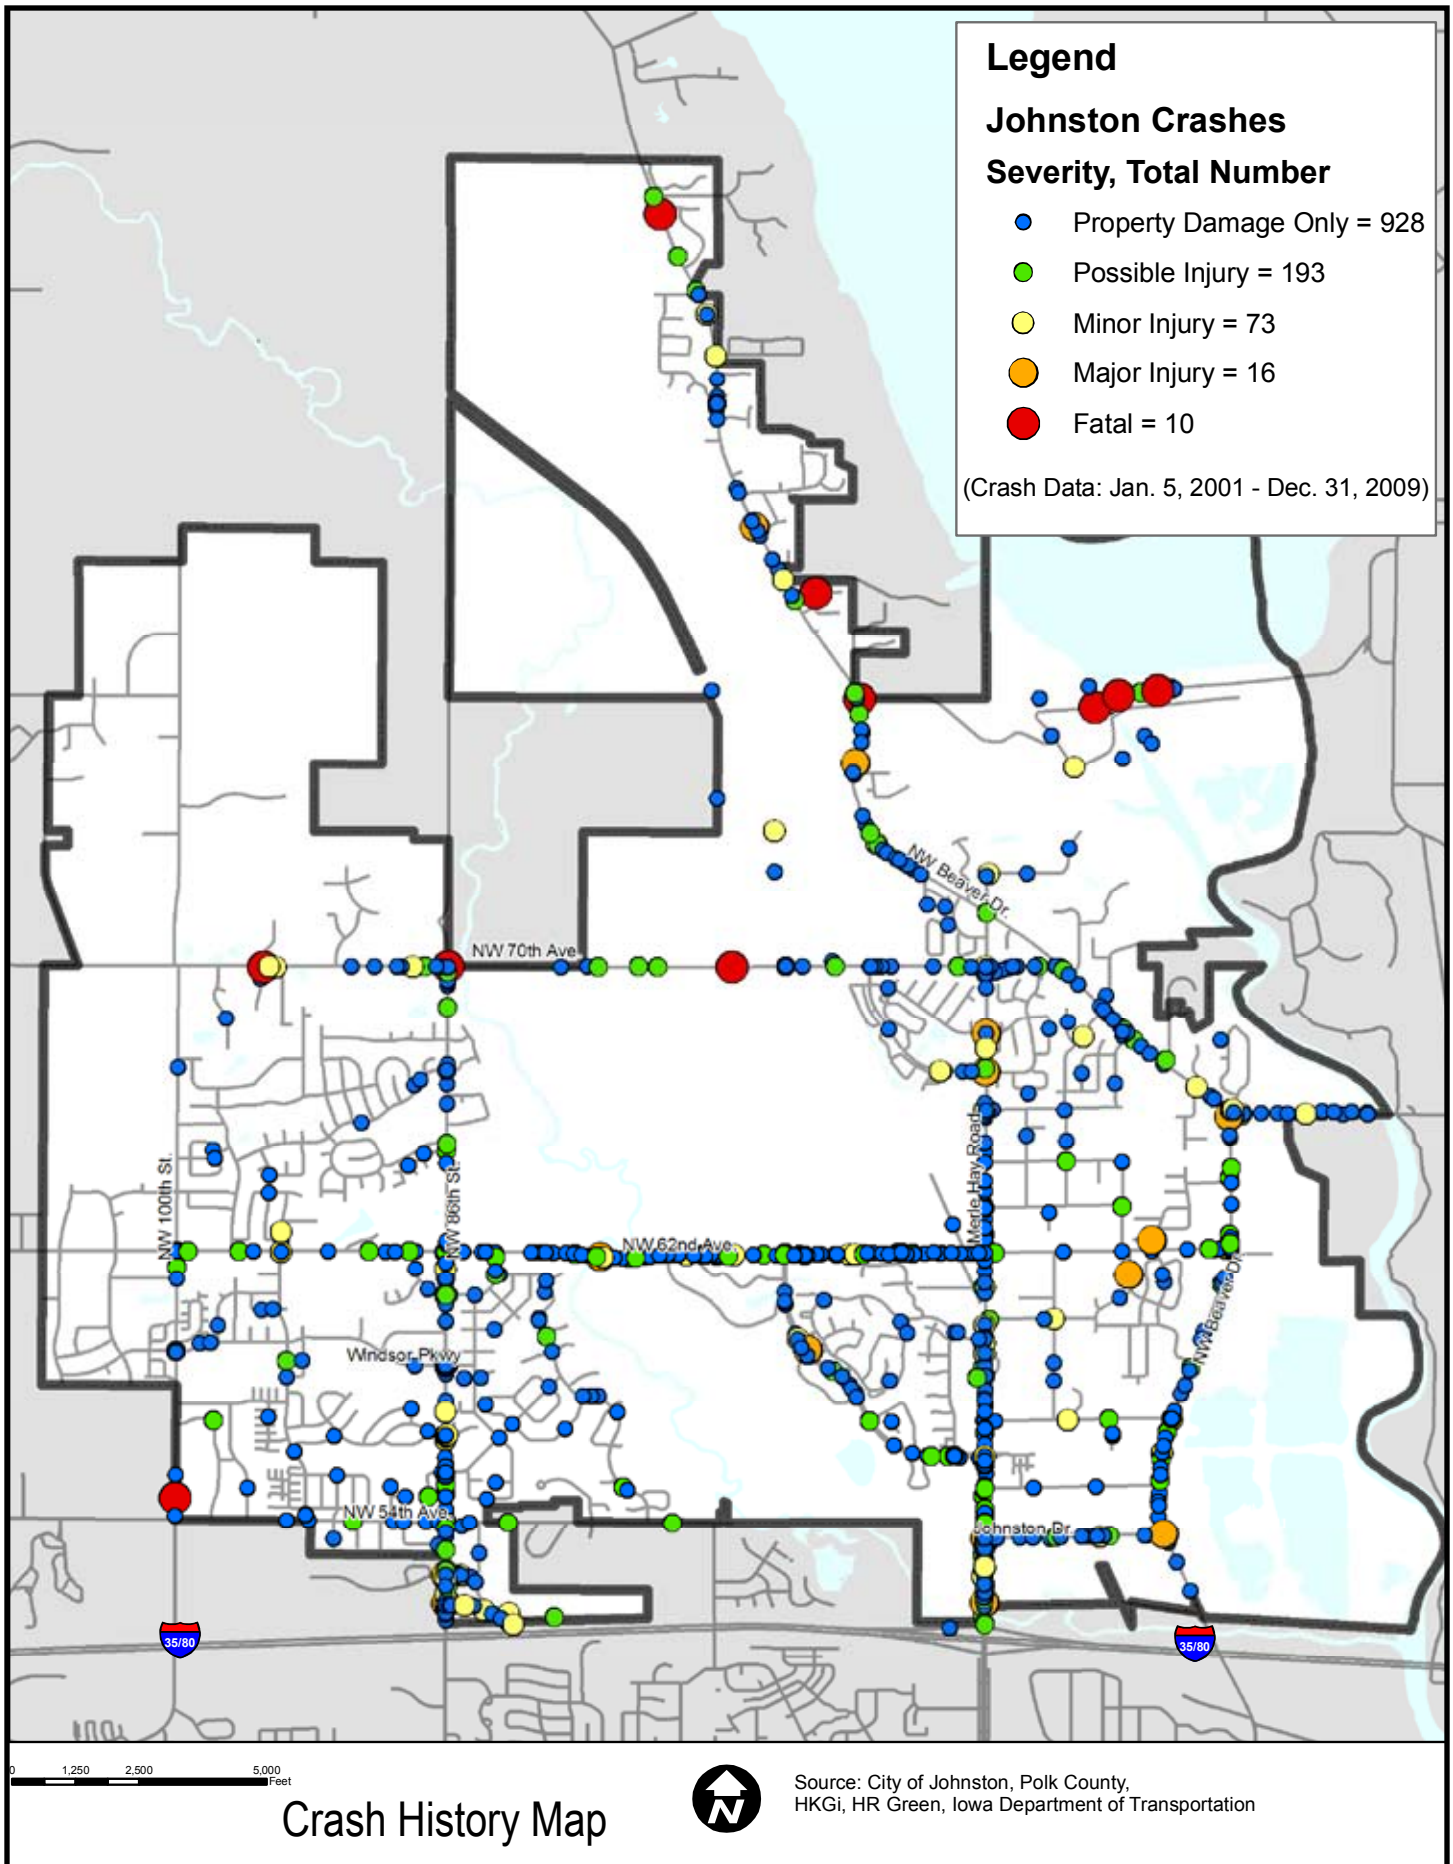 Legend
Johnston Crashes
Severity, Total Number
Property Damage Only = 928
Possible Injury = 193
Minor Injury = 73
Major Injury = 16
Fatal = 10
(Crash Data: Jan. 5, 2001 - Dec. 31, 2009)
NW Beaver Dr.
NW 70th Ave
NW 100th St.
NW 86th St.
Merle Hay Road
NW 62nd Ave.
NW Beaver Dr.
Windsor Pkwy
NW 54th Ave.
Johnston Dr.
35/80
35/80
0 1,250 2,500 5,000
Feet
Crash History Map
N
Source: City of Johnston, Polk County,
HKGi, HR Green, Iowa Department of Transportation